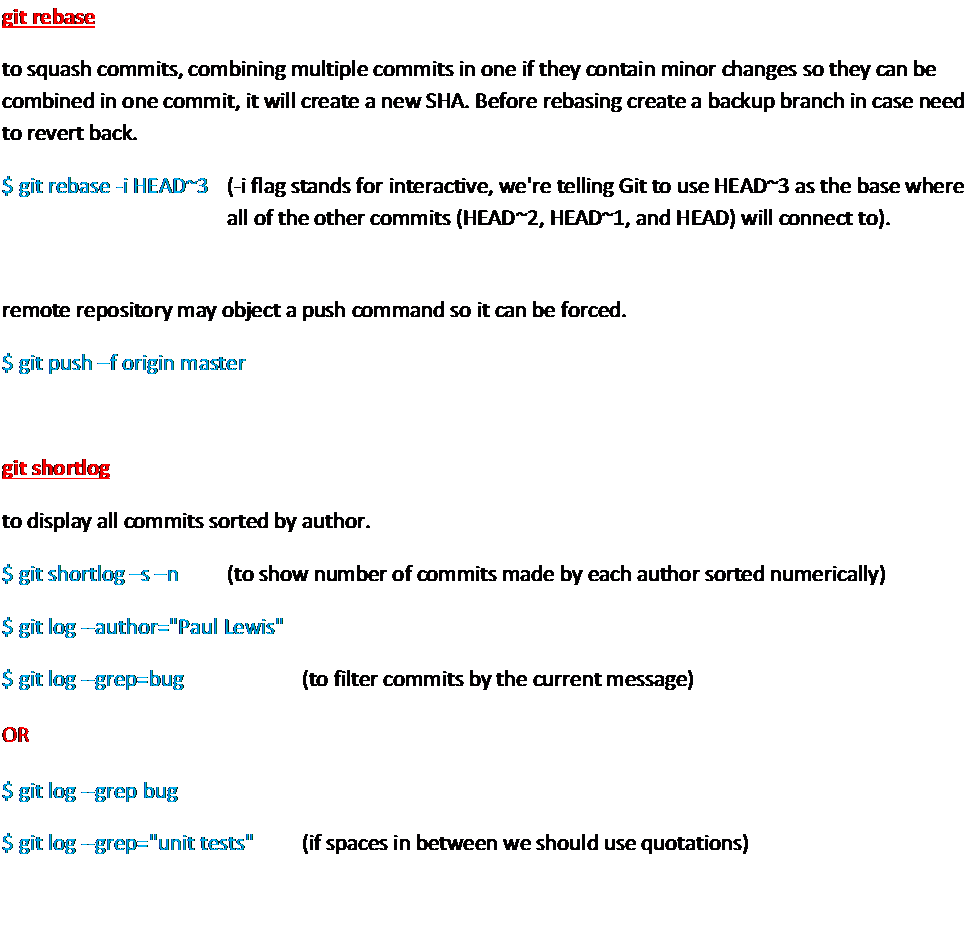 git rebase
to squash commits, combining multiple commits in one if they contain minor changes so they can be
combined in one commit, it will create a new SHA. Before rebasing create a backup branch in case need
to revert back.
$ git rebase -i HEAD~3 (-i flag stands for interactive, we're telling Git to use HEAD~3 as the base where
all of the other commits (HEAD~2, HEAD~1, and HEAD) will connect to).
remote repository may object a push command so it can be forced.
$ git push –f origin master
git shortlog
to display all commits sorted by author.
$ git shortlog –s –n (to show number of commits made by each author sorted numerically)
$ git log --author="Paul Lewis"
$ git log --grep=bug (to filter commits by the current message)
OR
$ git log --grep bug
$ git log --grep="unit tests" (if spaces in between we should use quotations)